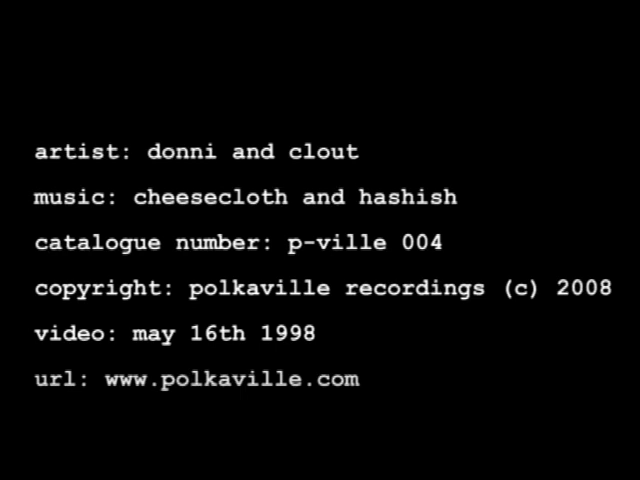 artist: donni and clout
music: cheesecloth and hashish
catalogue number: p-ville 004
copyright: polkaville recordings (c) 2008
video: may 16th 1998
url: www.polkaville.com